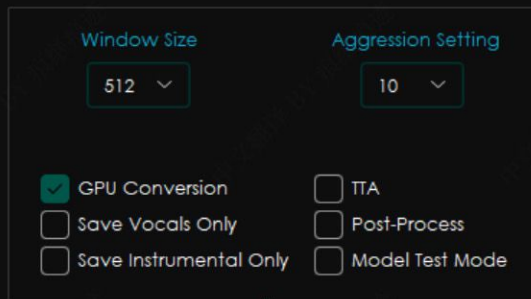 Window Size Aggression Setting
512 10
GPU Conversion TTA
Save Vocals Only Post-Process
Save Instrumental Only Model Test Mode